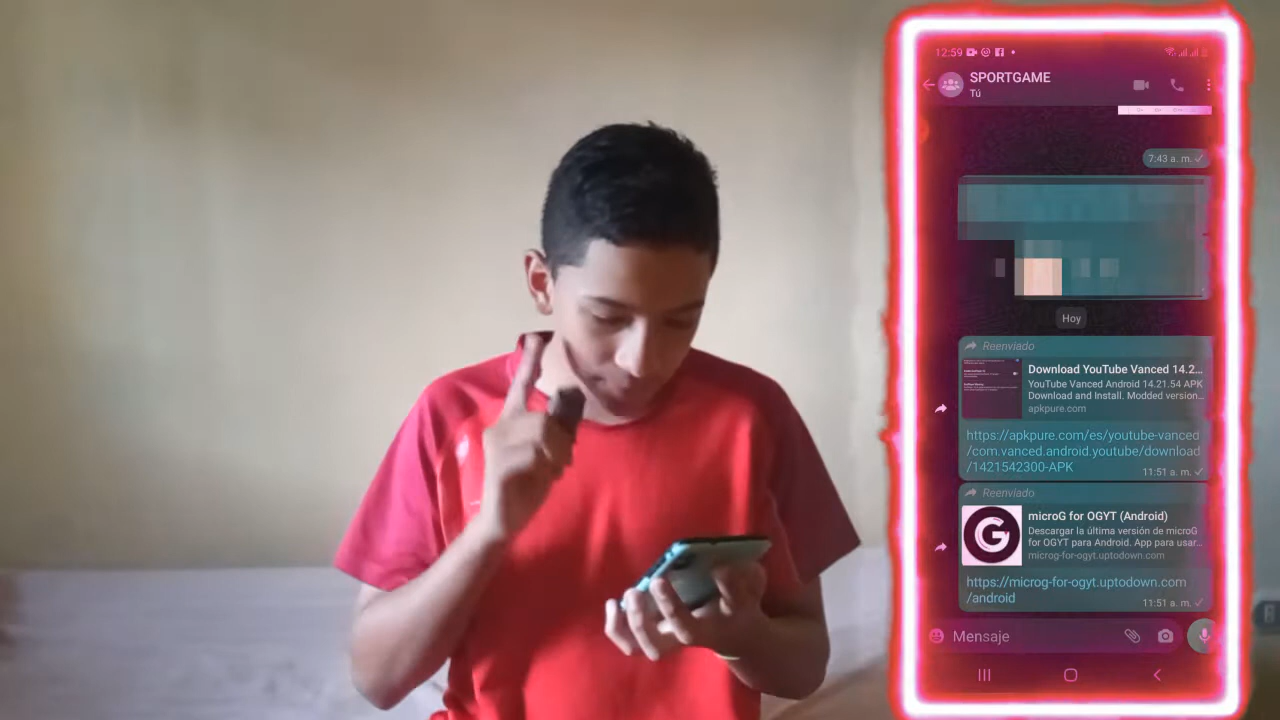 12:59
SPORTGAME
Tú
7:43 a. m.
Hoy
Reenviado
Download YouTube Vanced 14.2...
YouTube Vanced Android 14.21.54 APK
Download and Install. Modded version...
apkpure.com
https://apkpure.com/es/youtube-vanced
/com.vanced.android.youtube/download
/1421542300-APK
11:51 a. m.
Reenviado
microG for OGYT (Android)
Descargar la última versión de microG
for OGYT para Android. App para usar...
microg-for-ogyt.uptodown.com
https://microg-for-ogyt.uptodown.com
/android
11:51 a. m.
Mensaje